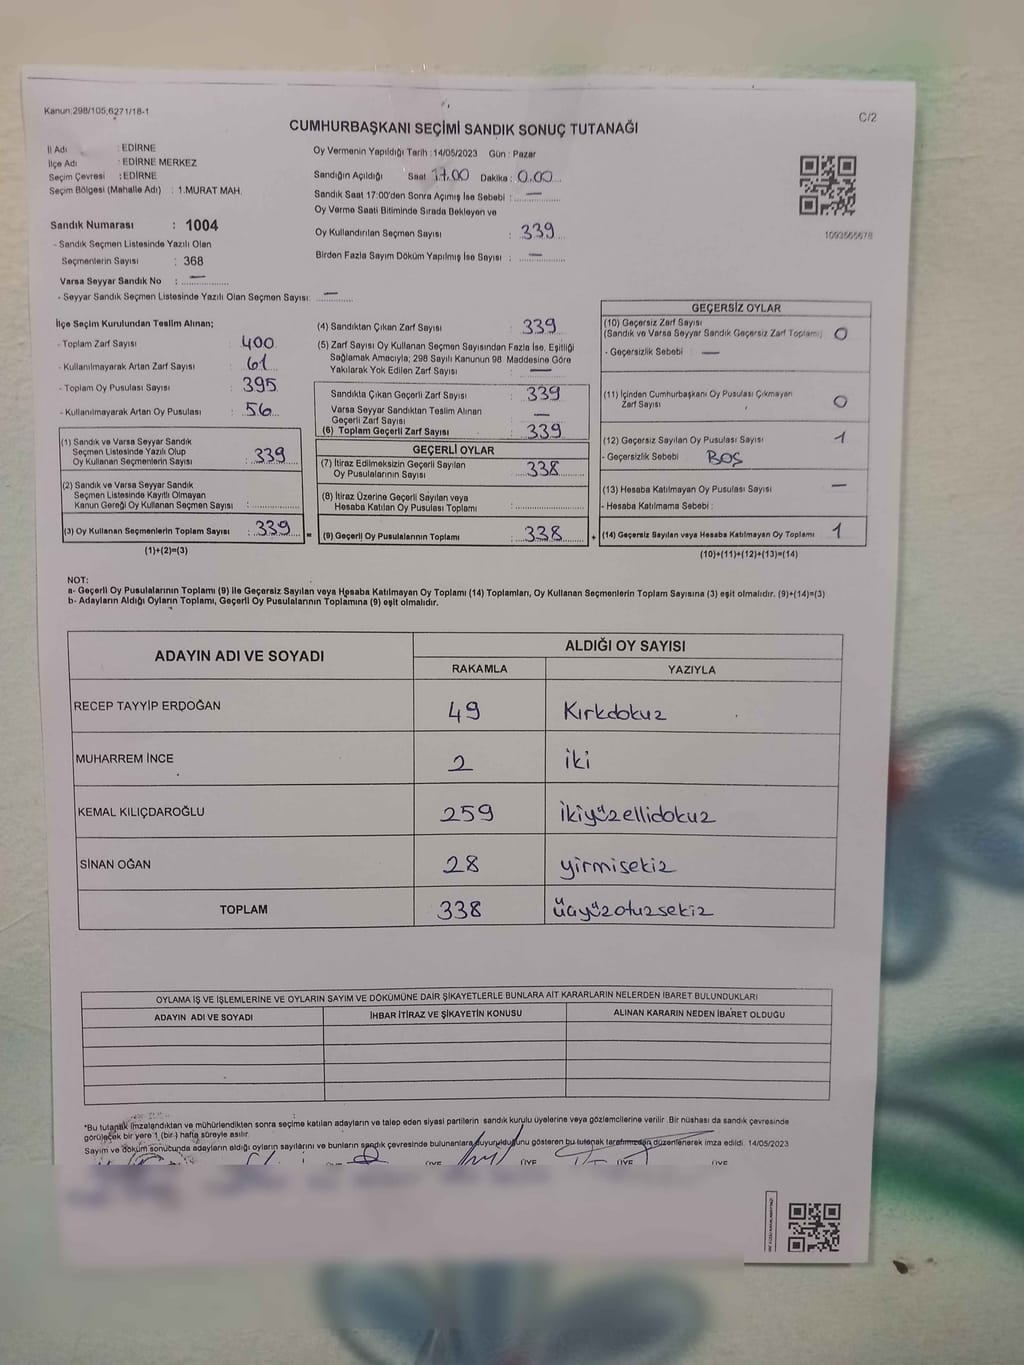 Kanun:298/105,6271/18-1
C/2
CUMHURBAŞKANI SEÇİMİ SANDIK SONUÇ TUTANAĞI
İl Adı : EDİRNE
İlçe Adı : EDİRNE MERKEZ
Seçim Çevresi : EDİRNE
Seçim Bölgesi (Mahalle Adı) : 1.MURAT MAH.
Oy Vermenin Yapıldığı Tarih : 14/05/2023 Gün : Pazar
Sandığın Açıldığı Saat 17.00 Dakika : 0.00
Sandık Saat 17:00'den Sonra Açımış İse Sebebi : —
Oy Verme Saati Bitiminde Sırada Bekleyen ve
Oy Kullandırılan Seçmen Sayısı : 339
Birden Fazla Sayım Döküm Yapılmış İse Sayısı : —
1093565678
Sandık Numarası : 1004
- Sandık Seçmen Listesinde Yazılı Olan
Seçmenlerin Sayısı : 368
Varsa Seyyar Sandık No : —
- Seyyar Sandık Seçmen Listesinde Yazılı Olan Seçmen Sayısı: —
İlçe Seçim Kurulundan Teslim Alınan;
- Toplam Zarf Sayısı : 400
- Kullanılmayarak Artan Zarf Sayısı : 61
- Toplam Oy Pusulası Sayısı : 395
- Kullanılmayarak Artan Oy Pusulası : 56
(1) Sandık ve Varsa Seyyar Sandık
Seçmen Listesinde Yazılı Olup
Oy Kullanan Seçmenlerin Sayısı : 339
(2) Sandık ve Varsa Seyyar Sandık
Seçmen Listesinde Kayıtlı Olmayan
Kanun Gereği Oy Kullanan Seçmen Sayısı :
(3) Oy Kullanan Seçmenlerin Toplam Sayısı : 339
(1)+(2)=(3)
(4) Sandıktan Çıkan Zarf Sayısı : 339
(5) Zarf Sayısı Oy Kullanan Seçmen Sayısından Fazla İse, Eşitliği
Sağlamak Amacıyla; 298 Sayılı Kanunun 98 Maddesine Göre
Yakılarak Yok Edilen Zarf Sayısı : —
Sandıkta Çıkan Geçerli Zarf Sayısı : 339
Varsa Seyyar Sandıktan Teslim Alınan
Geçerli Zarf Sayısı : —
(6) Toplam Geçerli Zarf Sayısı : 339
GEÇERLİ OYLAR
(7) İtiraz Edilmeksizin Geçerli Sayılan
Oy Pusulalarının Sayısı : 338
(8) İtiraz Üzerine Geçerli Sayılan veya
Hesaba Katılan Oy Pusulası Toplamı :
= (9) Geçerli Oy Pusulalarının Toplamı : 338 +
GEÇERSİZ OYLAR
(10) Geçersiz Zarf Sayısı
(Sandık ve Varsa Seyyar Sandık Geçersiz Zarf Toplamı) 0
- Geçersizlik Sebebi : —
(11) İçinden Cumhurbaşkanı Oy Pusulası Çıkmayan
Zarf Sayısı 0
(12) Geçersiz Sayılan Oy Pusulası Sayısı 1
- Geçersizlik Sebebi : BOŞ
(13) Hesaba Katılmayan Oy Pusulası Sayısı —
- Hesaba Katılmama Sebebi :
(14) Geçersiz Sayılan veya Hesaba Katılmayan Oy Toplamı 1
(10)+(11)+(12)+(13)=(14)
NOT:
a- Geçerli Oy Pusulalarının Toplamı (9) ile Geçersiz Sayılan veya Hesaba Katılmayan Oy Toplamı (14) Toplamları, Oy Kullanan Seçmenlerin Toplam Sayısına (3) eşit olmalıdır. (9)+(14)=(3)
b- Adayların Aldığı Oyların Toplamı, Geçerli Oy Pusulalarının Toplamına (9) eşit olmalıdır.
ADAYIN ADI VE SOYADI ALDIĞI OY SAYISI
RAKAMLA YAZIYLA
RECEP TAYYİP ERDOĞAN 49 Kırkdokuz
MUHARREM İNCE 2 iki
KEMAL KILIÇDAROĞLU 259 ikiyüzellidokuz
SİNAN OĞAN 28 yirmisekiz
TOPLAM 338 üçyüzotuzsekiz
OYLAMA İŞ VE İŞLEMLERİNE VE OYLARIN SAYIM VE DÖKÜMÜNE DAİR ŞİKAYETLERLE BUNLARA AİT KARARLARIN NELERDEN İBARET BULUNDUKLARI
ADAYIN ADI VE SOYADI İHBAR İTİRAZ VE ŞİKAYETİN KONUSU ALINAN KARARIN NEDEN İBARET OLDUĞU
*Bu tutanak imzalandıktan ve mühürlendikten sonra seçime katılan adayların ve talep eden siyasi partilerin sandık kurulu üyelerine veya gözlemcilerine verilir. Bir nüshası da sandık çevresinde
görülecek bir yere 1 (bir) hafta süreyle asılır.
Sayım ve döküm sonucunda adayların aldığı oyların sayılarını ve bunların sandık çevresinde bulunanlara duyurulduğunu gösteren bu tutanak tarafımızdan düzenlenerek imza edildi. 14/05/2023
ÜYE ÜYE ÜYE ÜYE